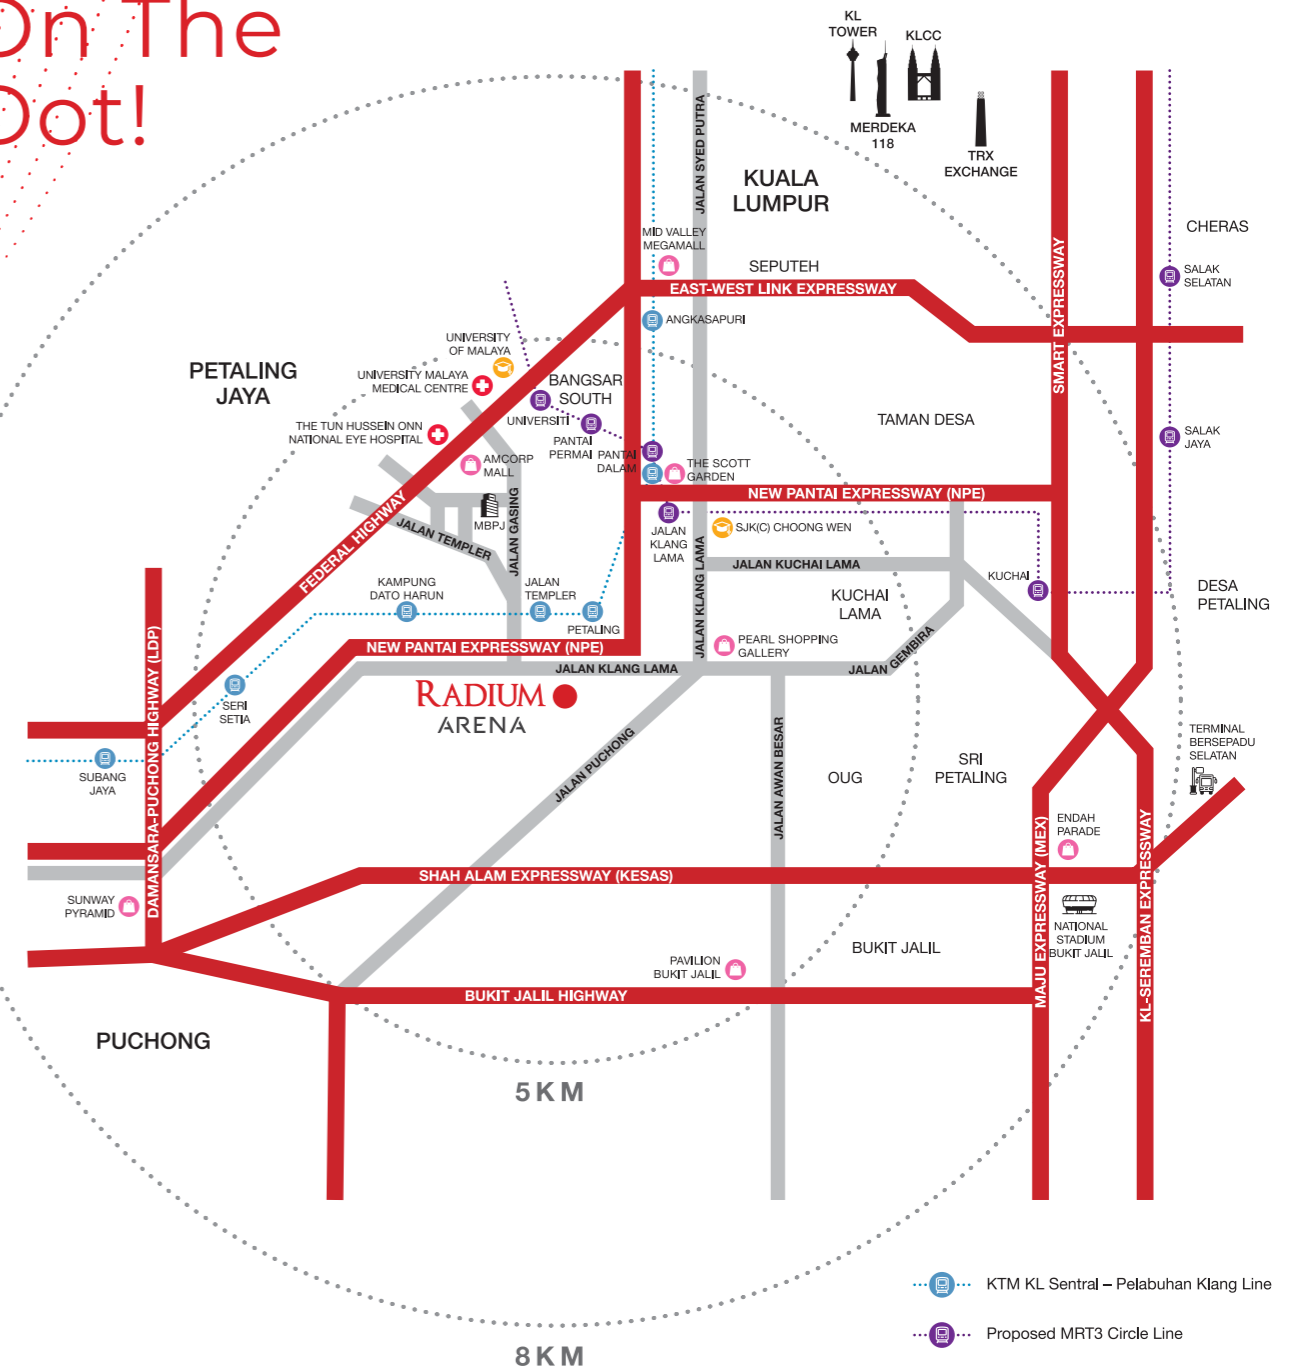 On The
Dot!
KL
TOWER
KLCC
MERDEKA
118
TRX
EXCHANGE
JALAN SYED PUTRA
KUALA
LUMPUR
CHERAS
MID VALLEY
MEGAMALL
SEPUTEH
SALAK
SELATAN
EAST-WEST LINK EXPRESSWAY
ANGKASAPURI
SMART EXPRESSWAY
UNIVERSITY
OF MALAYA
PETALING
JAYA
UNIVERSITY MALAYA
MEDICAL CENTRE
BANGSAR
SOUTH
UNIVERSITI
TAMAN DESA
THE TUN HUSSEIN ONN
NATIONAL EYE HOSPITAL
PANTAI
PERMAI
PANTAI
DALAM
SALAK
JAYA
AMCORP
MALL
THE SCOTT
GARDEN
NEW PANTAI EXPRESSWAY (NPE)
MBPJ
JALAN GASING
JALAN TEMPLER
FEDERAL HIGHWAY
JALAN
KLANG
LAMA
SJK(C) CHOONG WEN
JALAN KLANG LAMA
JALAN KUCHAI LAMA
KUCHAI
KAMPUNG
DATO HARUN
JALAN
TEMPLER
PETALING
KUCHAI
LAMA
DESA
PETALING
NEW PANTAI EXPRESSWAY (NPE)
PEARL SHOPPING
GALLERY
JALAN KLANG LAMA
JALAN GEMBIRA
DAMANSARA-PUCHONG HIGHWAY (LDP)
RADIUM
ARENA
SERI
SETIA
SUBANG
JAYA
JALAN PUCHONG
JALAN AWAN BESAR
OUG
SRI
PETALING
TERMINAL
BERSEPADU
SELATAN
ENDAH
PARADE
MAJU EXPRESSWAY (MEX)
KL-SEREMBAN EXPRESSWAY
SHAH ALAM EXPRESSWAY (KESAS)
SUNWAY
PYRAMID
NATIONAL
STADIUM
BUKIT JALIL
BUKIT JALIL
PAVILION
BUKIT JALIL
BUKIT JALIL HIGHWAY
PUCHONG
5KM
KTM KL Sentral – Pelabuhan Klang Line
Proposed MRT3 Circle Line
8KM